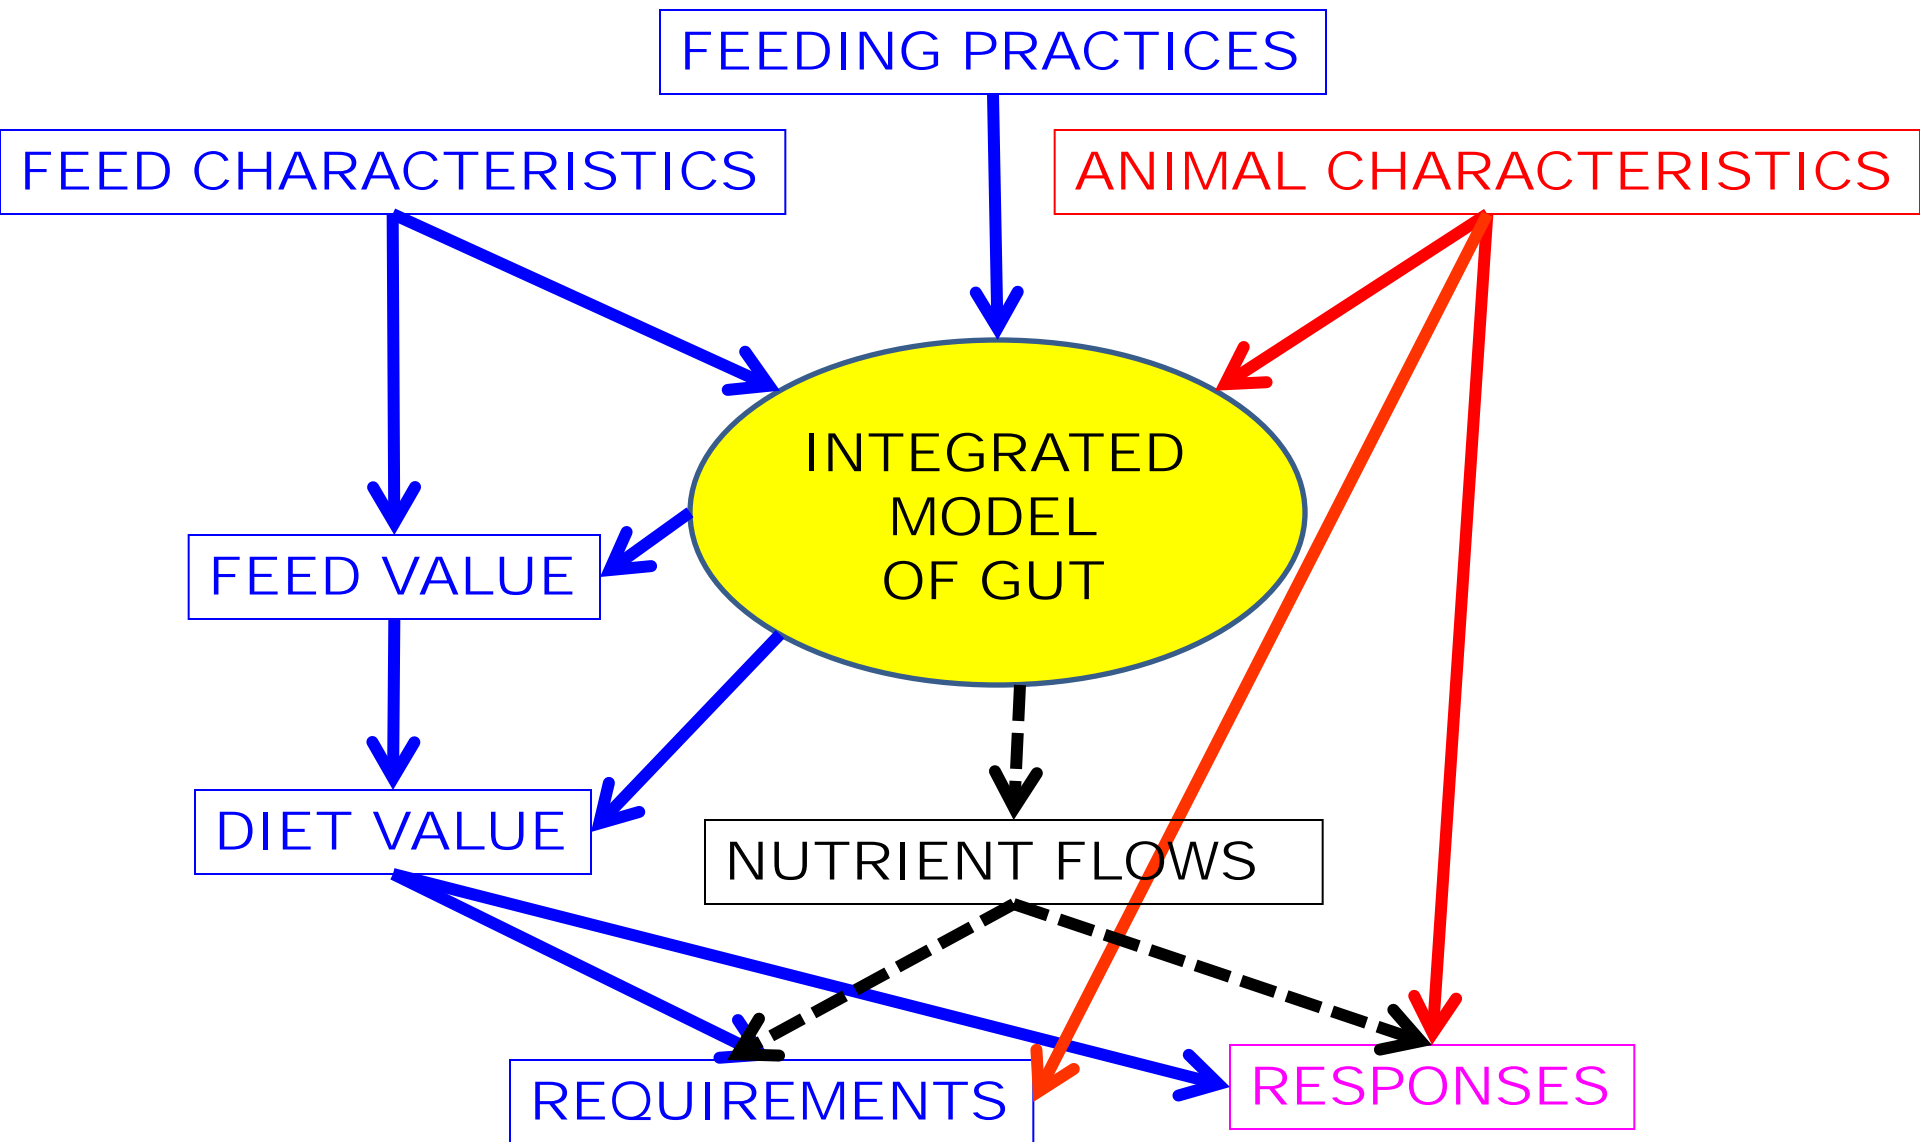 FEEDING PRACTICES
FEED CHARACTERISTICS
ANIMAL CHARACTERISTICS
INTEGRATED
MODEL
OF GUT
FEED VALUE
DIET VALUE
NUTRIENT FLOWS
REQUIREMENTS
RESPONSES